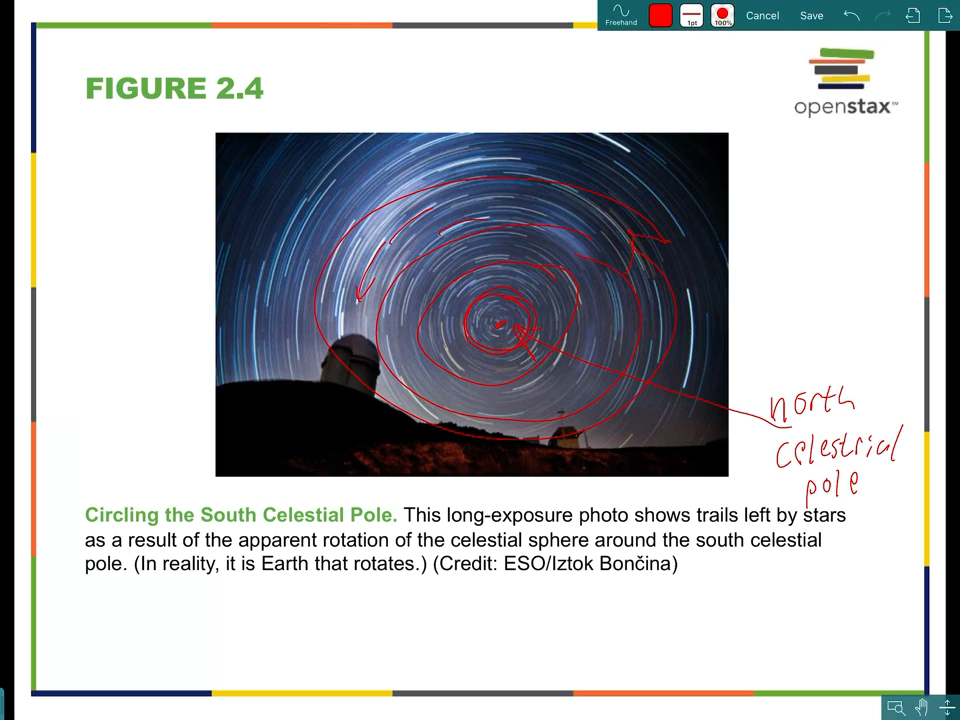 Freehand
1pt
100%
Cancel
Save
FIGURE 2.4
openstax™
north
celestrial
pole
Circling the South Celestial Pole. This long-exposure photo shows trails left by stars
as a result of the apparent rotation of the celestial sphere around the south celestial
pole. (In reality, it is Earth that rotates.) (Credit: ESO/Iztok Bončina)